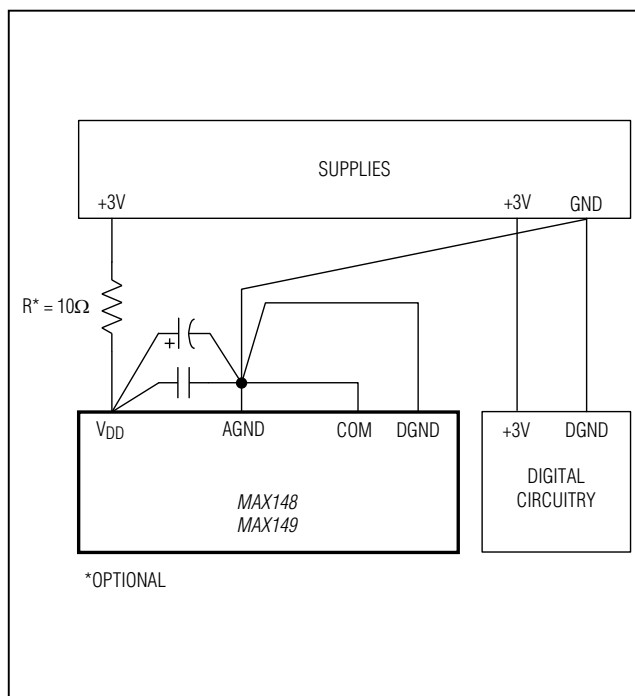 SUPPLIES
+3V +3V GND
R* = 10Ω
+
VDD AGND COM DGND +3V DGND
MAX148
MAX149
DIGITAL
CIRCUITRY
*OPTIONAL